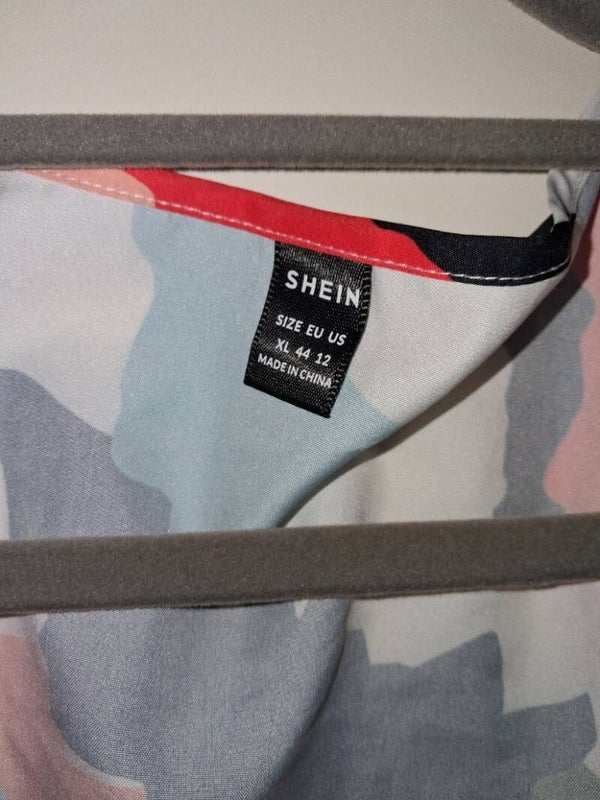 SHEIN
SIZE EU US
XL 44 12
MADE IN CHINA